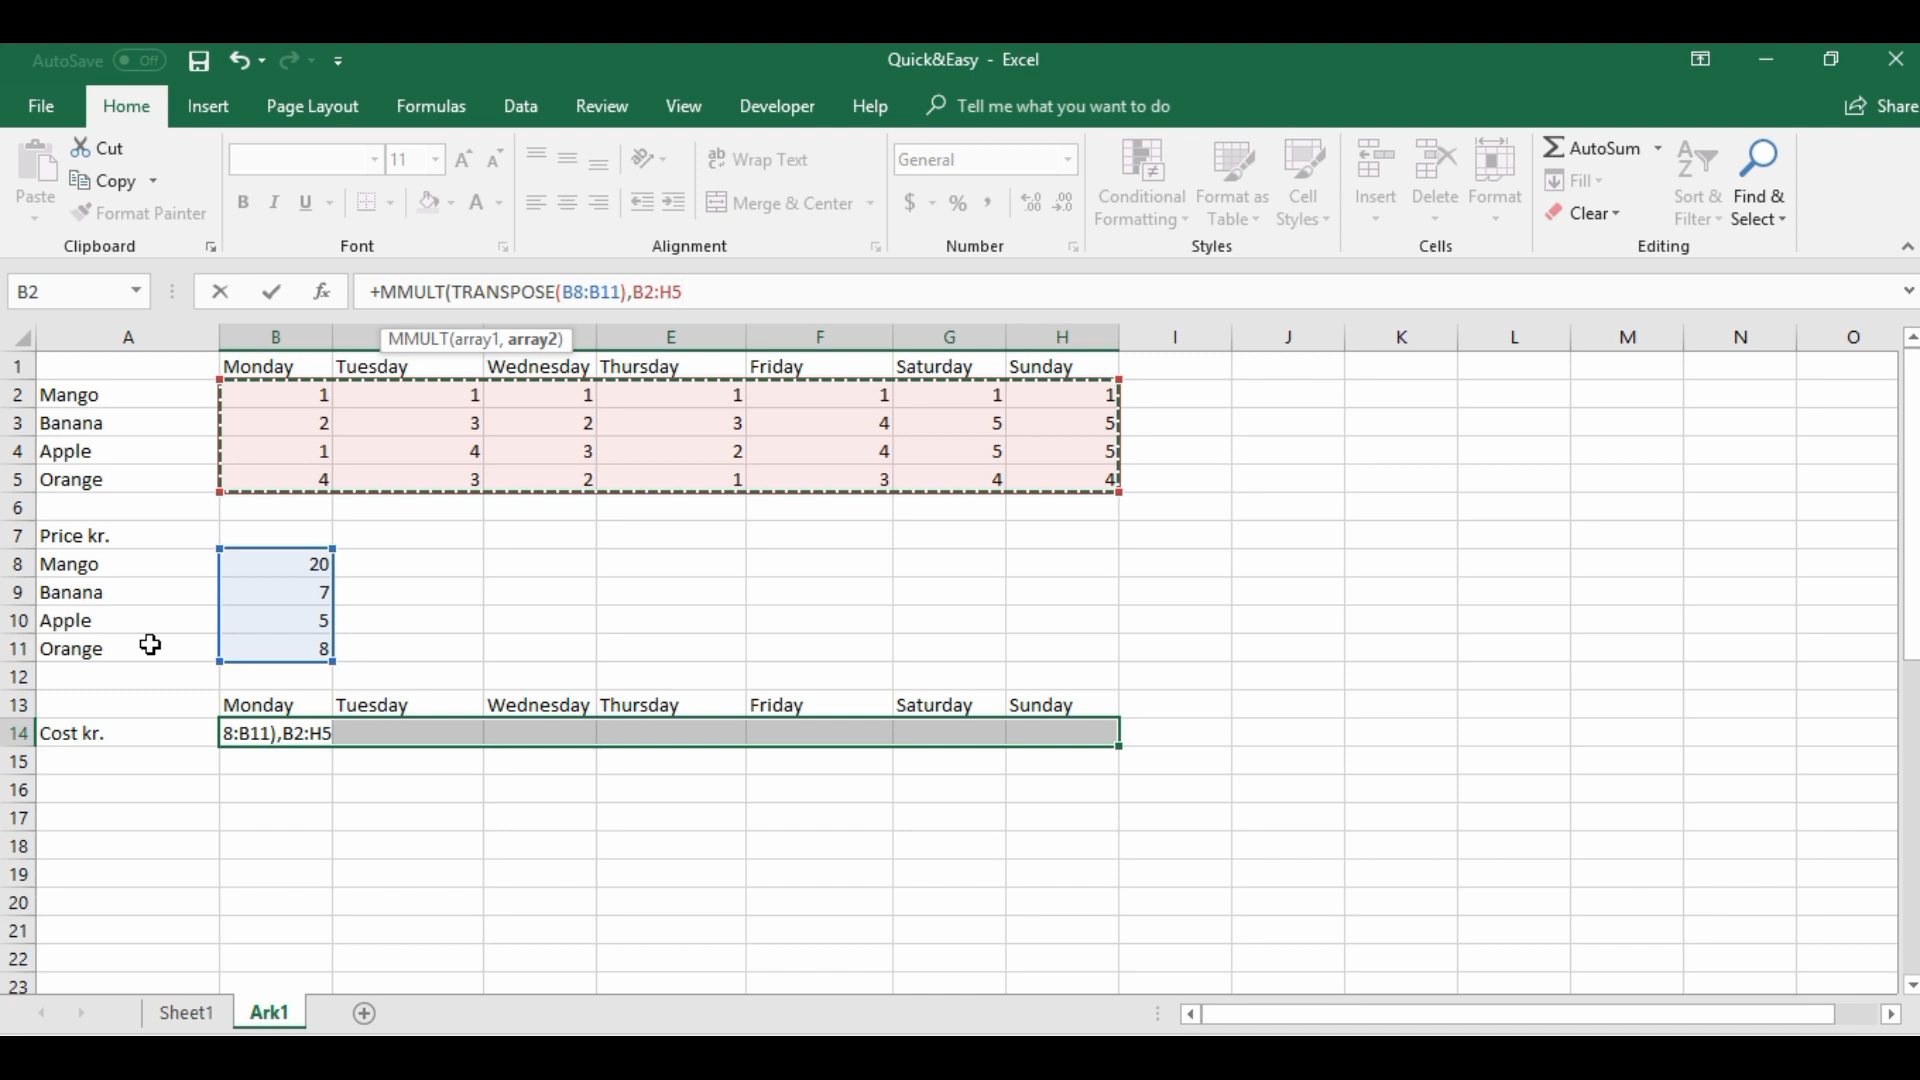 AutoSave Off
Quick&Easy - Excel
File Home Insert Page Layout Formulas Data Review View Developer Help Tell me what you want to do Share
Paste
Cut
Copy
Format Painter
Clipboard
11
A A
B I U A
Font
ab
c
Wrap Text
Merge & Center
Alignment
General
$ % , .00 .00
Number
Conditional Formatting
Format as Table
Cell Styles
Styles
Insert Delete Format
Cells
AutoSum
Fill
Clear
A
Z
Sort & Filter
Find & Select
Editing
B2 fx +MMULT(TRANSPOSE(B8:B11),B2:H5
MMULT(array1, array2)
A B E F G H I J K L M N O
1 Monday Tuesday Wednesday Thursday Friday Saturday Sunday
2 Mango 1 1 1 1 1 1 1
3 Banana 2 3 2 3 4 5 5
4 Apple 1 4 3 2 4 5 5
5 Orange 4 3 2 1 3 4 4
6
7 Price kr.
8 Mango 20
9 Banana 7
10 Apple 5
11 Orange 8
12
13 Monday Tuesday Wednesday Thursday Friday Saturday Sunday
14 Cost kr. 8:B11),B2:H5
15
16
17
18
19
20
21
22
23
Sheet1 Ark1